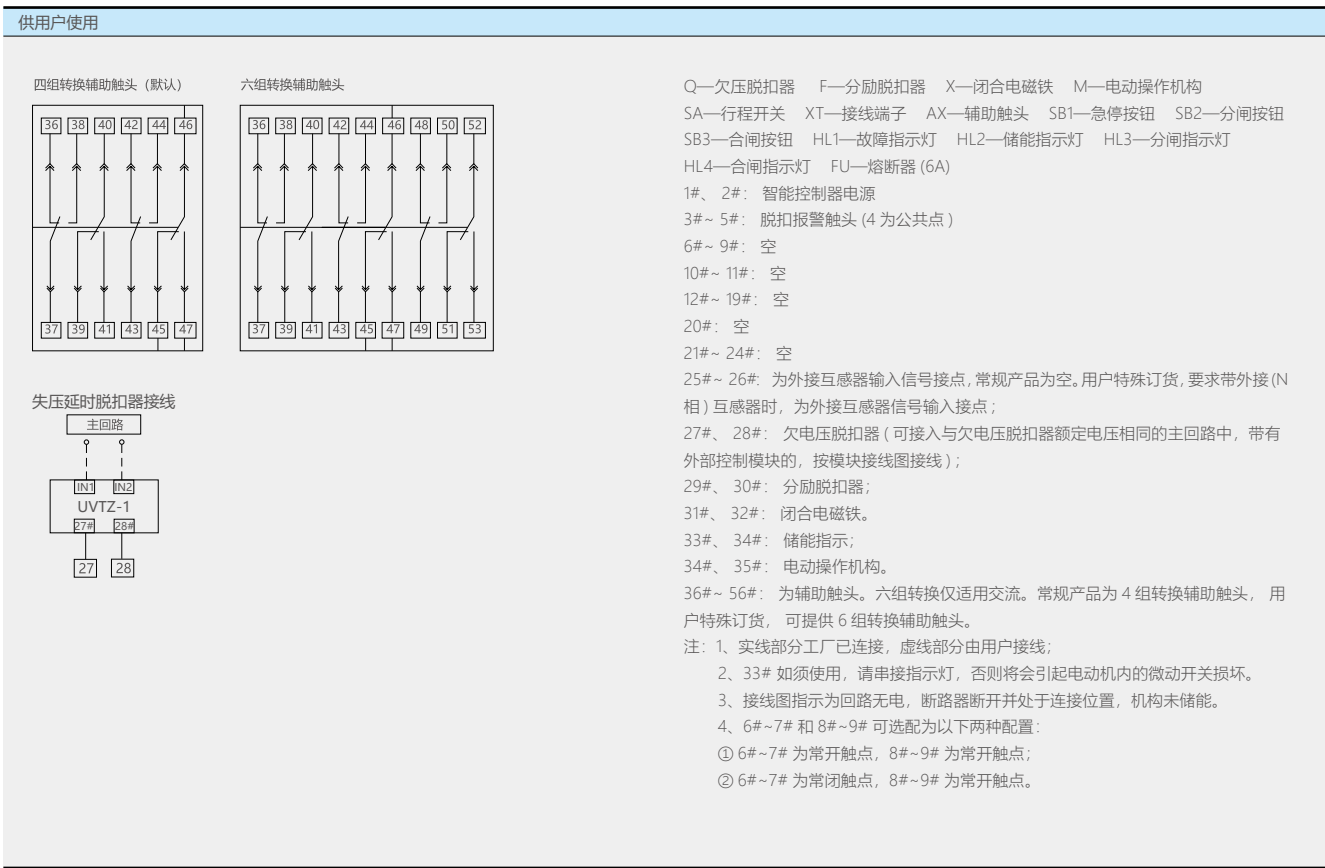 供用户使用
四组转换辅助触头（默认）
六组转换辅助触头
36 38 40 42 44 46
36 38 40 42 44 46 48 50 52
37 39 41 43 45 47
37 39 41 43 45 47 49 51 53
失压延时脱扣器接线
主回路
IN1 IN2
UVTZ-1
27# 28#
27 28
Q—欠压脱扣器 F—分励脱扣器 X—闭合电磁铁 M—电动操作机构
SA—行程开关 XT—接线端子 AX—辅助触头 SB1—急停按钮 SB2—分闸按钮
SB3—合闸按钮 HL1—故障指示灯 HL2—储能指示灯 HL3—分闸指示灯
HL4—合闸指示灯 FU—熔断器 (6A)
1#、 2#： 智能控制器电源
3#~ 5#： 脱扣报警触头 (4 为公共点 )
6#~ 9#： 空
10#~ 11#： 空
12#~ 19#： 空
20#： 空
21#~ 24#： 空
25#~ 26#: 为外接互感器输入信号接点，常规产品为空。用户特殊订货，要求带外接 (N
相 ) 互感器时，为外接互感器信号输入接点；
27#、 28#： 欠电压脱扣器 ( 可接入与欠电压脱扣器额定电压相同的主回路中，带有
外部控制模块的，按模块接线图接线 )；
29#、 30#： 分励脱扣器；
31#、 32#： 闭合电磁铁。
33#、 34#： 储能指示；
34#、 35#： 电动操作机构。
36#~ 56#： 为辅助触头。六组转换仅适用交流。常规产品为 4 组转换辅助触头， 用
户特殊订货， 可提供 6 组转换辅助触头。
注：1、实线部分工厂已连接，虚线部分由用户接线；
2、33# 如须使用，请串接指示灯，否则将会引起电动机内的微动开关损坏。
3、接线图指示为回路无电，断路器断开并处于连接位置，机构未储能。
4、6#~7# 和 8#~9# 可选配为以下两种配置：
① 6#~7# 为常开触点，8#~9# 为常开触点；
② 6#~7# 为常闭触点，8#~9# 为常开触点。